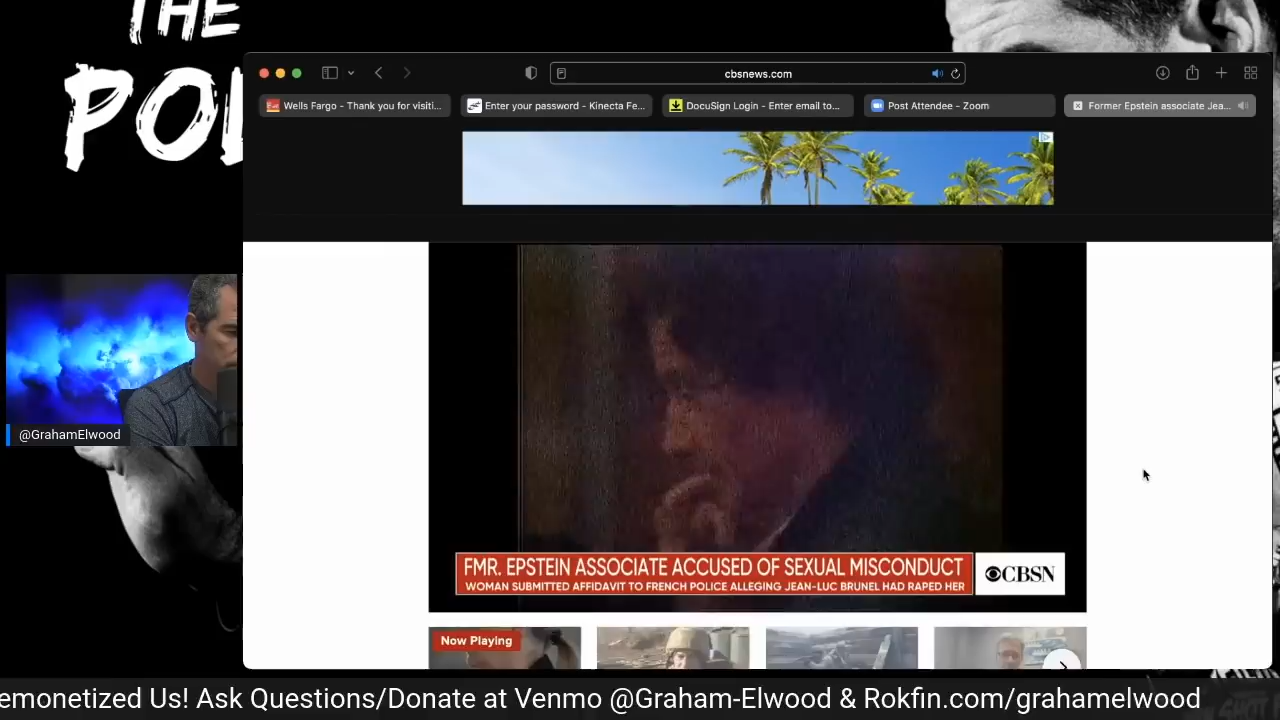 THE
cbsnews.com
Wells Fargo - Thank you for visiti...
Enter your password - Kinecta Fe...
DocuSign Login - Enter email to...
Post Attendee - Zoom
Former Epstein associate Jea...
@GrahamElwood
FMR. EPSTEIN ASSOCIATE ACCUSED OF SEXUAL MISCONDUCT
WOMAN SUBMITTED AFFIDAVIT TO FRENCH POLICE ALLEGING JEAN-LUC BRUNEL HAD RAPED HER
CBSN
Now Playing
emonetized Us! Ask Questions/Donate at Venmo @Graham-Elwood & Rokfin.com/grahamelwood